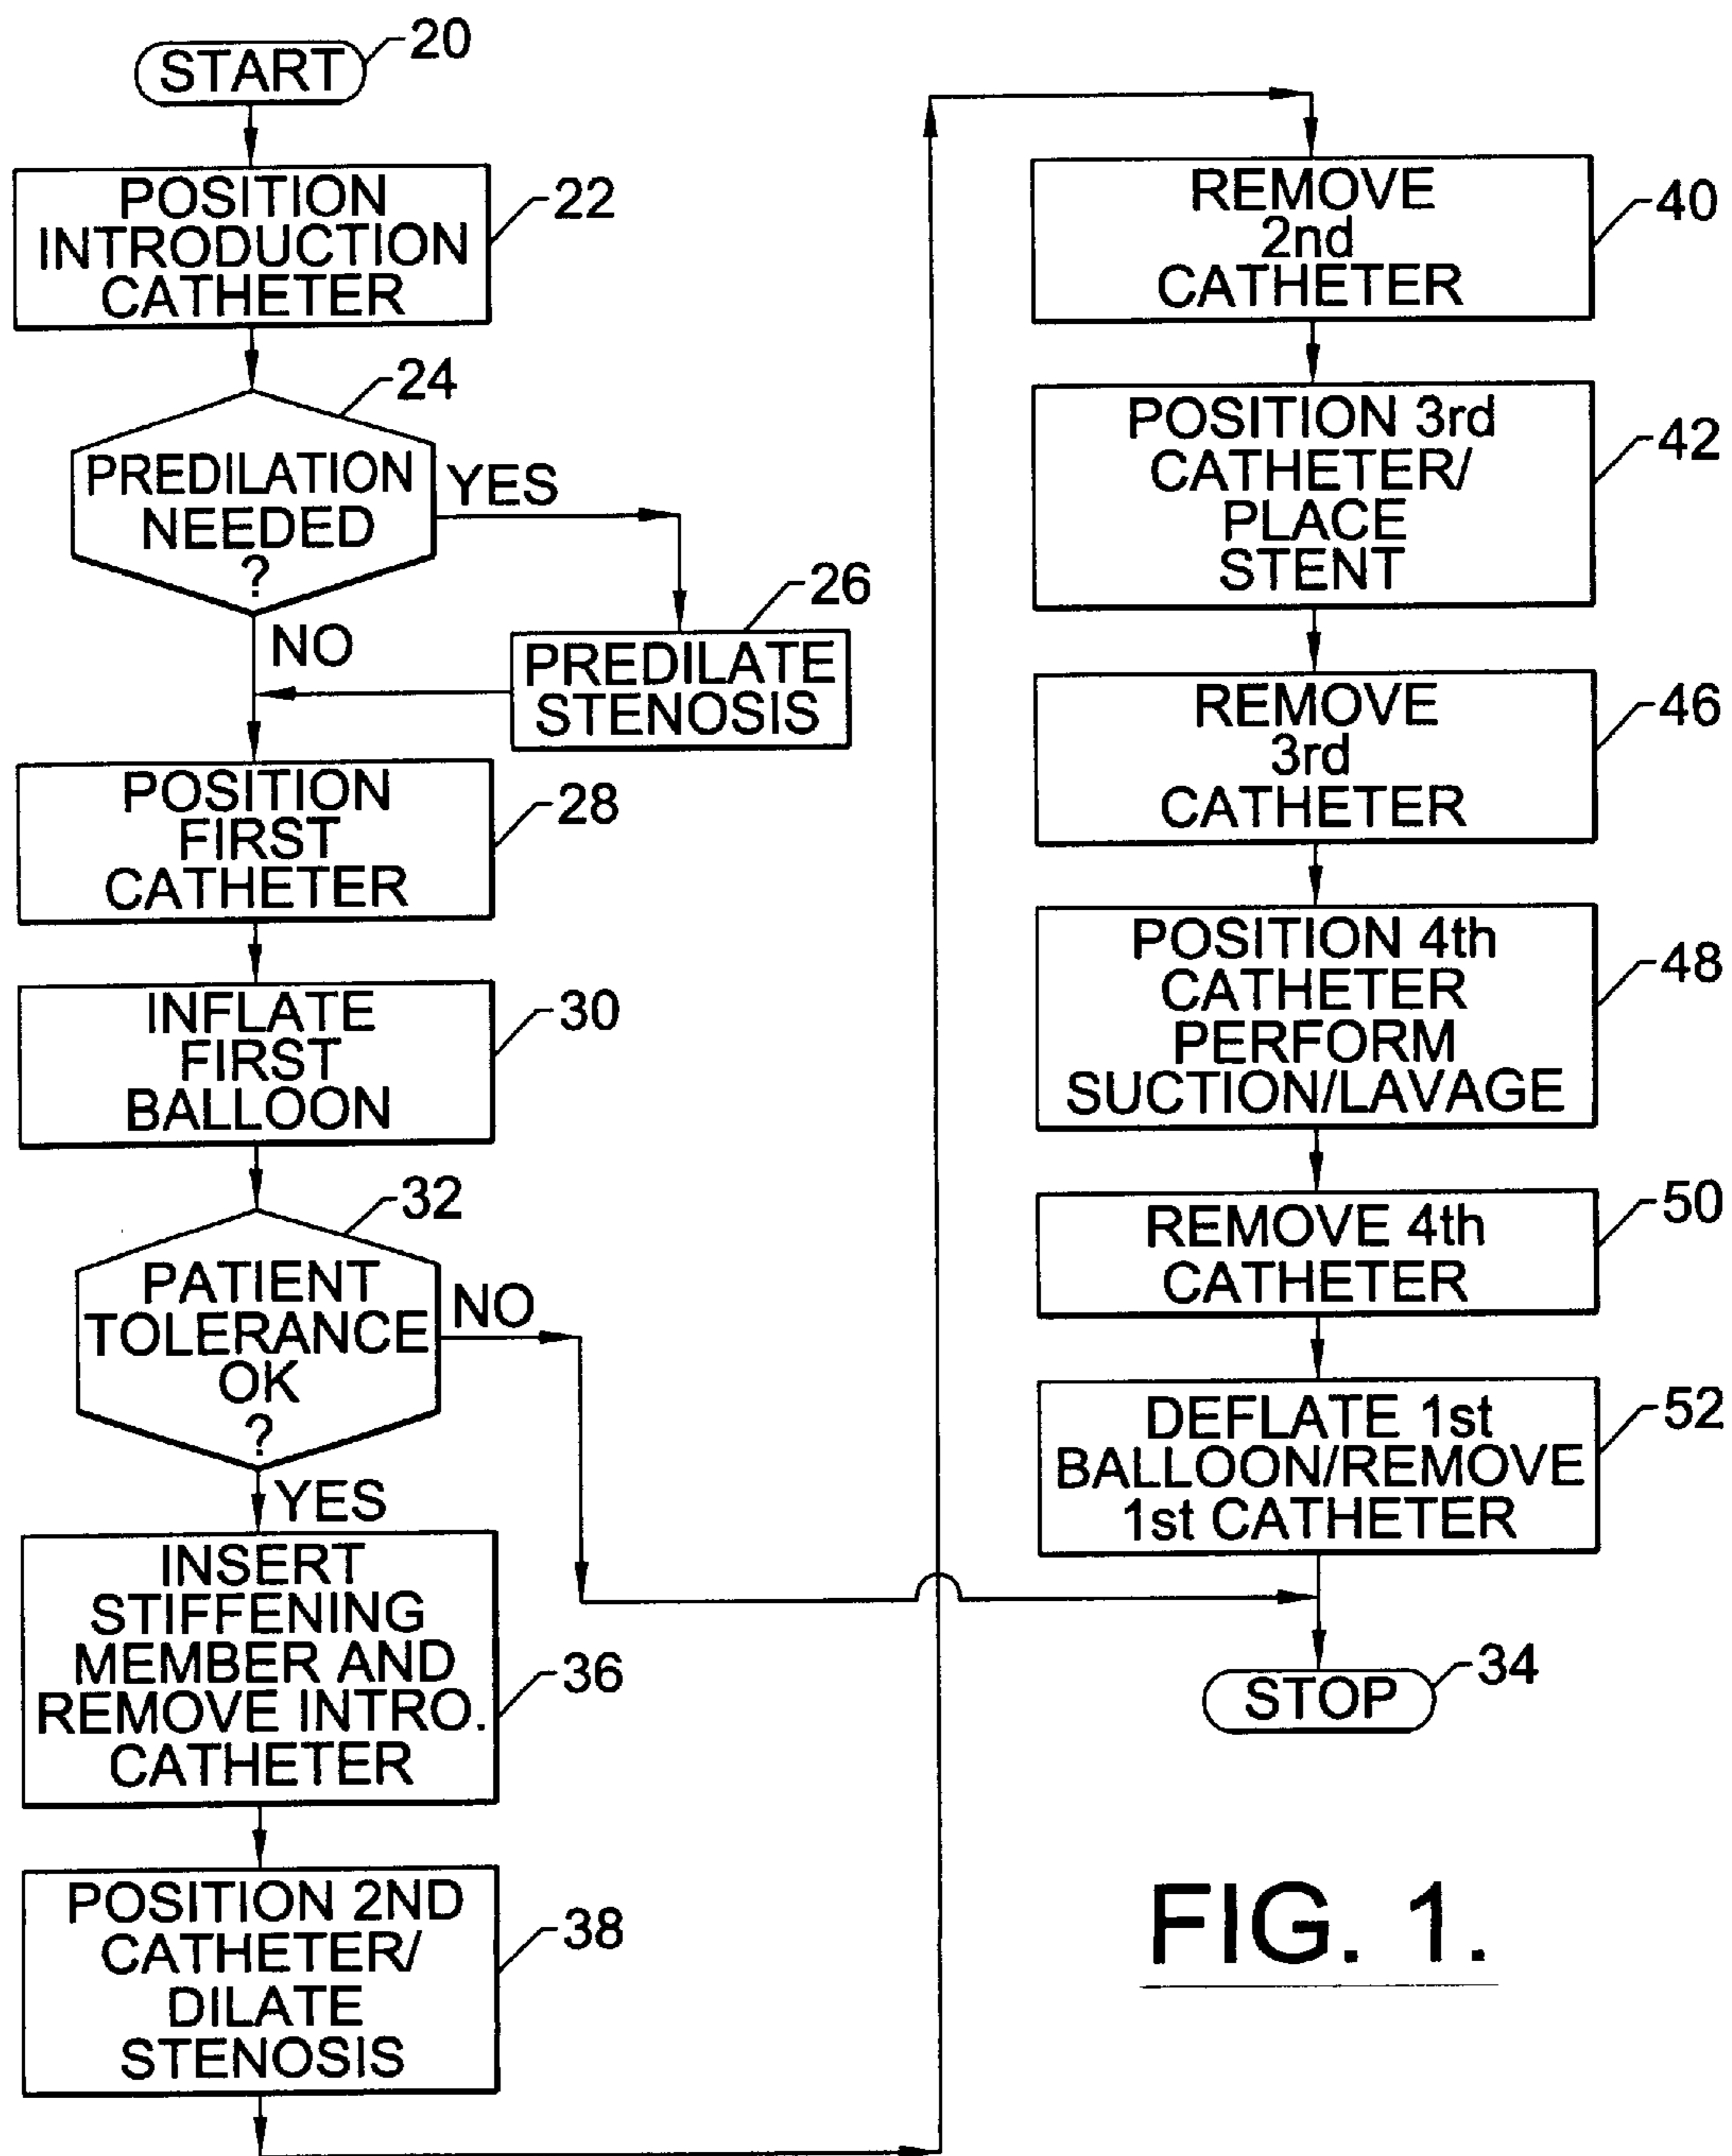 START
20
POSITION
INTRODUCTION
CATHETER
22
24
PREDILATION
NEEDED
?
YES
NO
26
PREDILATE
STENOSIS
POSITION
FIRST
CATHETER
28
INFLATE
FIRST
BALLOON
30
32
PATIENT
TOLERANCE
OK
?
NO
YES
INSERT
STIFFENING
MEMBER AND
REMOVE INTRO.
CATHETER
36
POSITION 2ND
CATHETER/
DILATE
STENOSIS
38
REMOVE
2nd
CATHETER
40
POSITION 3rd
CATHETER/
PLACE
STENT
42
REMOVE
3rd
CATHETER
46
POSITION 4th
CATHETER
PERFORM
SUCTION/LAVAGE
48
REMOVE 4th
CATHETER
50
DEFLATE 1st
BALLOON/REMOVE
1st CATHETER
52
STOP
34
FIG. 1.